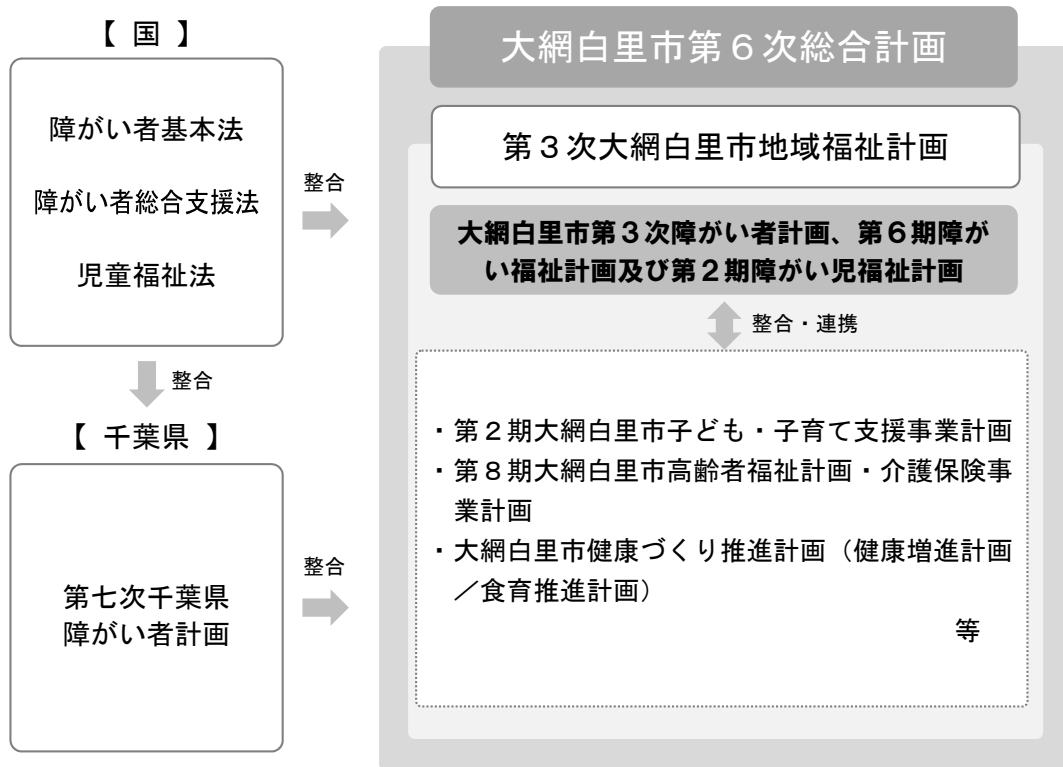 【 国 】
障がい者基本法
障がい者総合支援法
児童福祉法
整合
整合
【 千葉県 】
第七次千葉県
障がい者計画
整合
大網白里市第６次総合計画
第３次大網白里市地域福祉計画
大網白里市第３次障がい者計画、第６期障が
い福祉計画及び第２期障がい児福祉計画
整合・連携
・第２期大網白里市子ども・子育て支援事業計画
・第８期大網白里市高齢者福祉計画・介護保険事
業計画
・大網白里市健康づくり推進計画（健康増進計画
／食育推進計画）
等